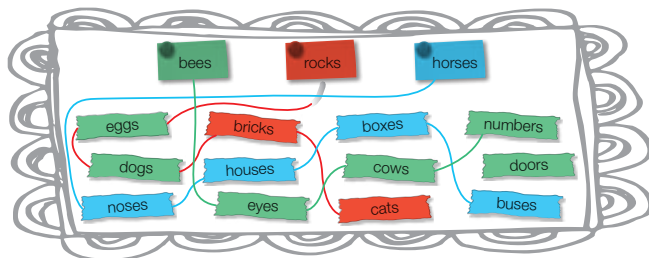 bees rocks horses
eggs bricks boxes numbers
dogs houses cows doors
noses eyes cats buses